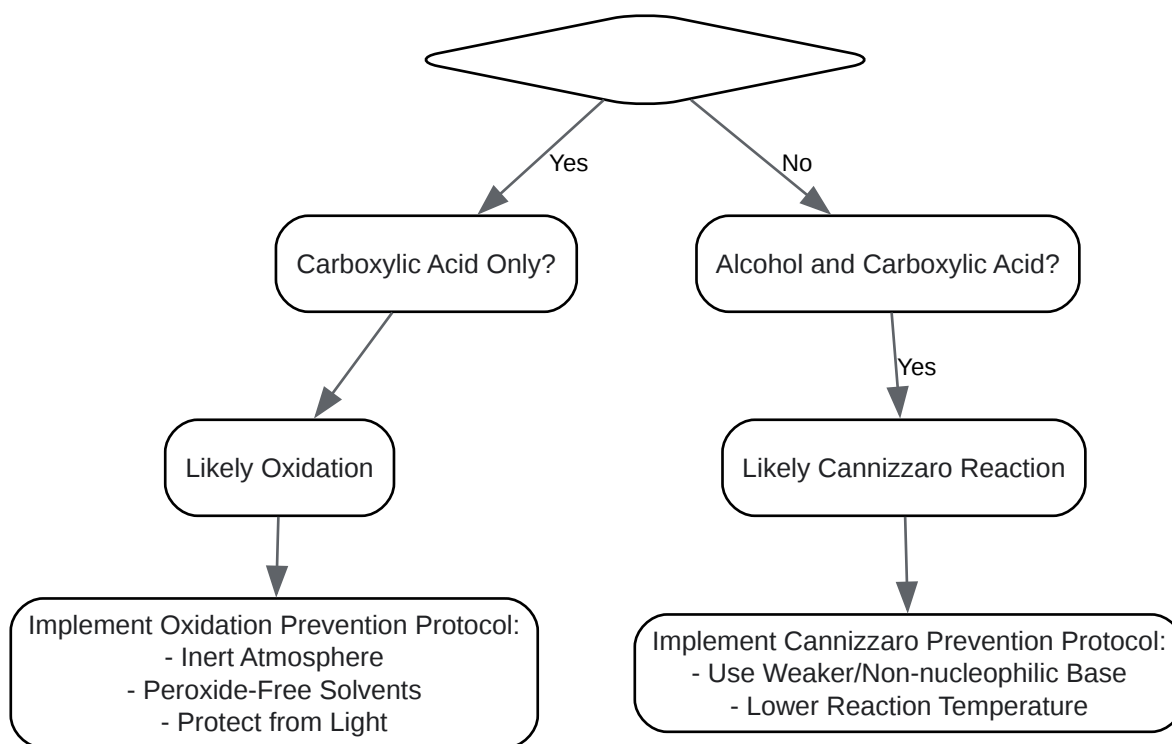 Yes
No
Carboxylic Acid Only?
Alcohol and Carboxylic Acid?
Yes
Likely Oxidation
Likely Cannizzaro Reaction
Implement Oxidation Prevention Protocol:
- Inert Atmosphere
- Peroxide-Free Solvents
- Protect from Light
Implement Cannizzaro Prevention Protocol:
- Use Weaker/Non-nucleophilic Base
- Lower Reaction Temperature